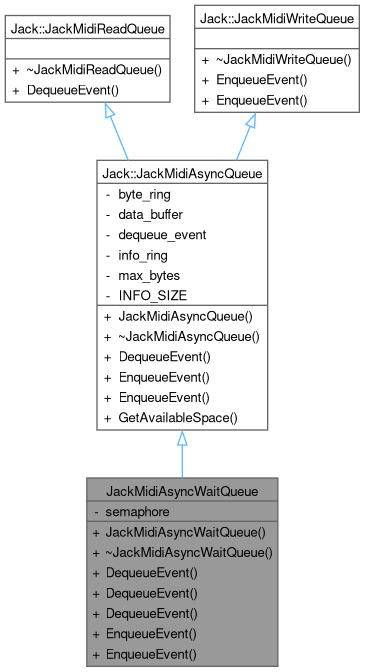 Jack::JackMidiReadQueue
+ ~JackMidiReadQueue()
+ DequeueEvent()
Jack::JackMidiWriteQueue
+ ~JackMidiWriteQueue()
+ EnqueueEvent()
+ EnqueueEvent()
Jack::JackMidiAsyncQueue
- byte_ring
- data_buffer
- dequeue_event
- info_ring
- max_bytes
- INFO_SIZE
+ JackMidiAsyncQueue()
+ ~JackMidiAsyncQueue()
+ DequeueEvent()
+ EnqueueEvent()
+ EnqueueEvent()
+ GetAvailableSpace()
JackMidiAsyncWaitQueue
- semaphore
+ JackMidiAsyncWaitQueue()
+ ~JackMidiAsyncWaitQueue()
+ DequeueEvent()
+ DequeueEvent()
+ DequeueEvent()
+ EnqueueEvent()
+ EnqueueEvent()